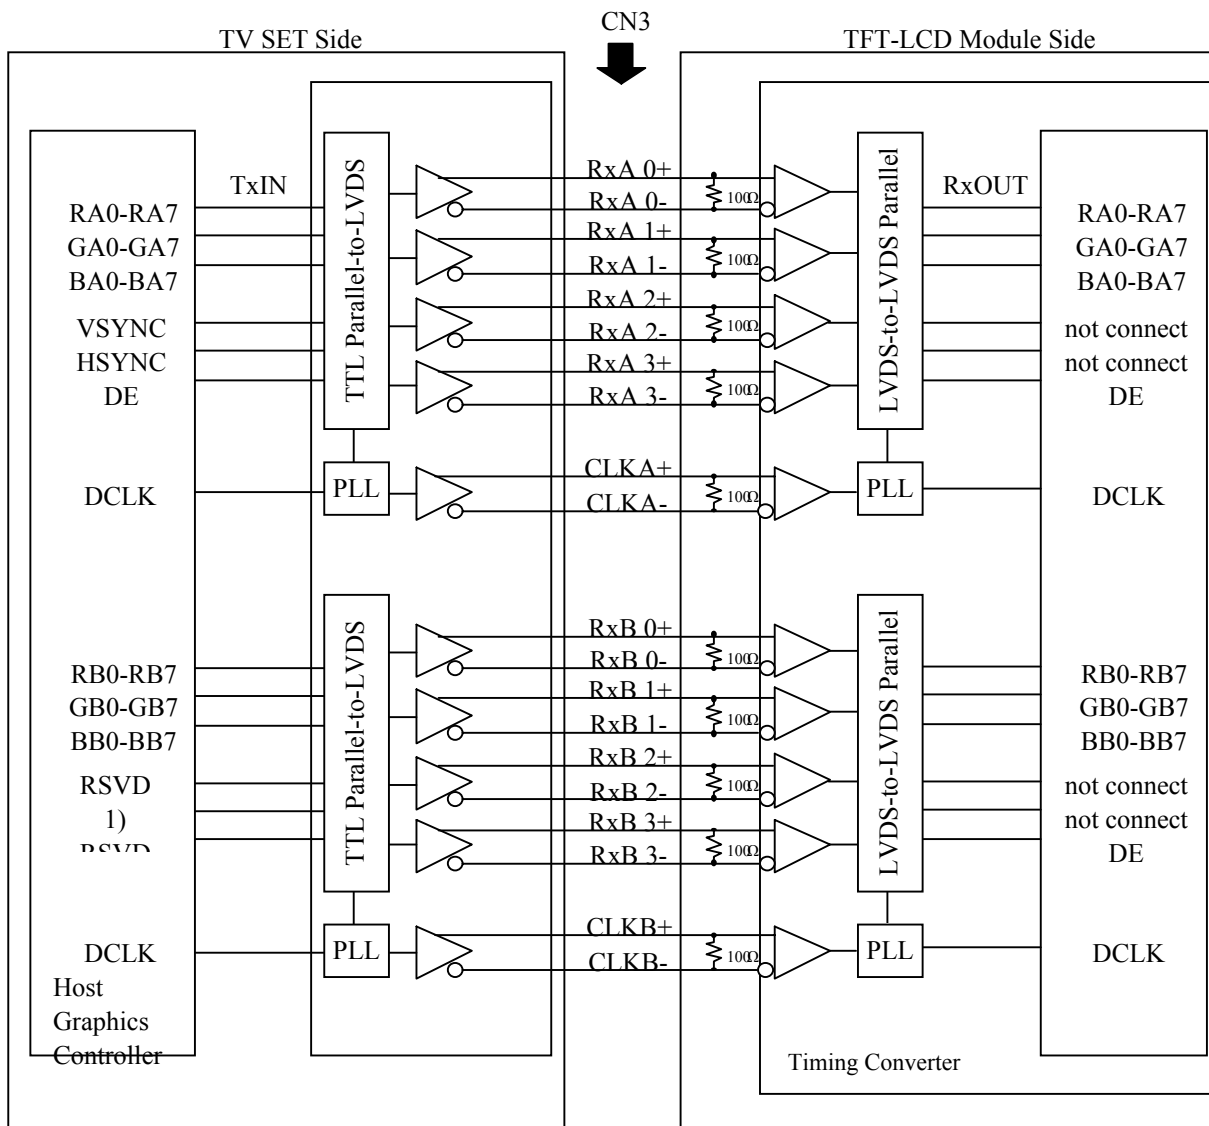 CN3
TV SET Side
TFT-LCD Module Side
TxIN
RA0-RA7
GA0-GA7
BA0-BA7
VSYNC
HSYNC
DE
DCLK
TTL Parallel-to-LVDS
PLL
RxA 0+
RxA 0-
RxA 1+
RxA 1-
RxA 2+
RxA 2-
RxA 3+
RxA 3-
CLKA+
CLKA-
100Ω
100Ω
100Ω
100Ω
100Ω
LVDS-to-LVDS Parallel
PLL
RxOUT
RA0-RA7
GA0-GA7
BA0-BA7
not connect
not connect
DE
DCLK
RB0-RB7
GB0-GB7
BB0-BB7
RSVD
1)
RSVD
DCLK
Host
Graphics
Controller
TTL Parallel-to-LVDS
PLL
RxB 0+
RxB 0-
RxB 1+
RxB 1-
RxB 2+
RxB 2-
RxB 3+
RxB 3-
CLKB+
CLKB-
100Ω
100Ω
100Ω
100Ω
100Ω
LVDS-to-LVDS Parallel
PLL
RB0-RB7
GB0-GB7
BB0-BB7
not connect
not connect
DE
DCLK
Timing Converter